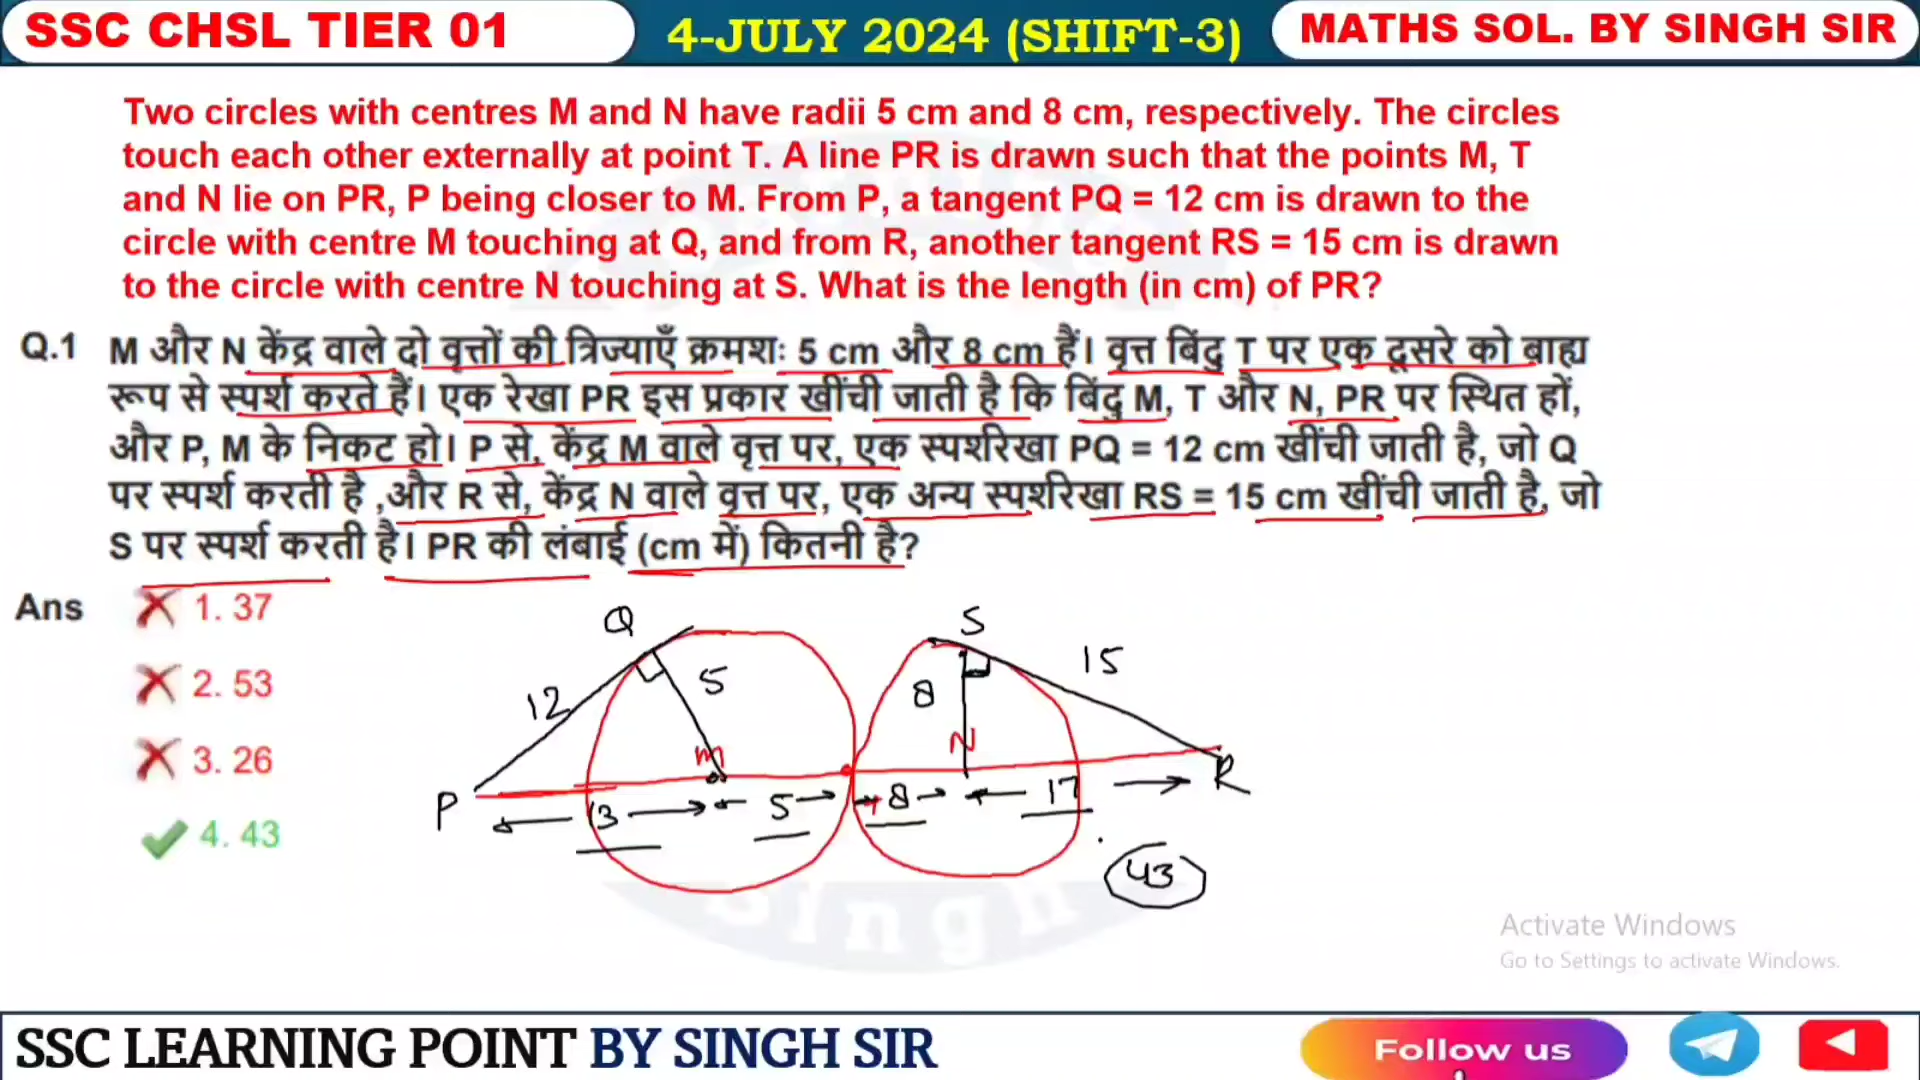 SSC CHSL TIER 01
4-JULY 2024 (SHIFT-3)
MATHS SOL. BY SINGH SIR
Two circles with centres M and N have radii 5 cm and 8 cm, respectively. The circles
touch each other externally at point T. A line PR is drawn such that the points M, T
and N lie on PR, P being closer to M. From P, a tangent PQ = 12 cm is drawn to the
circle with centre M touching at Q, and from R, another tangent RS = 15 cm is drawn
to the circle with centre N touching at S. What is the length (in cm) of PR?
Q.1 M और N केंद्र वाले दो वृत्तों की त्रिज्याएँ क्रमशः 5 cm और 8 cm हैं। वृत्त बिंदु T पर एक दूसरे को बाह्य
रूप से स्पर्श करते हैं। एक रेखा PR इस प्रकार खींची जाती है कि बिंदु M, T और N, PR पर स्थित हों,
और P, M के निकट हो। P से, केंद्र M वाले वृत्त पर, एक स्पर्शरेखा PQ = 12 cm खींची जाती है, जो Q
पर स्पर्श करती है ,और R से, केंद्र N वाले वृत्त पर, एक अन्य स्पर्शरेखा RS = 15 cm खींची जाती है, जो
S पर स्पर्श करती है। PR की लंबाई (cm में) कितनी है?
Ans 1. 37
2. 53
3. 26
4. 43
Q S
12 5 8 15
M N
P R
13 5 T 8 17
43
Singh
Activate Windows
Go to Settings to activate Windows.
SSC LEARNING POINT BY SINGH SIR
Follow us